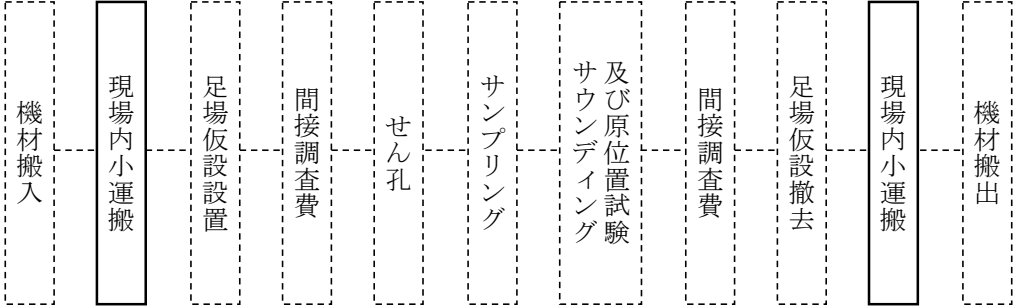 機材搬入
現場内小運搬
足場仮設設置
間接調査費
せん孔
サンプリング
サウンディング
及び原位置試験
間接調査費
足場仮設撤去
現場内小運搬
機材搬出